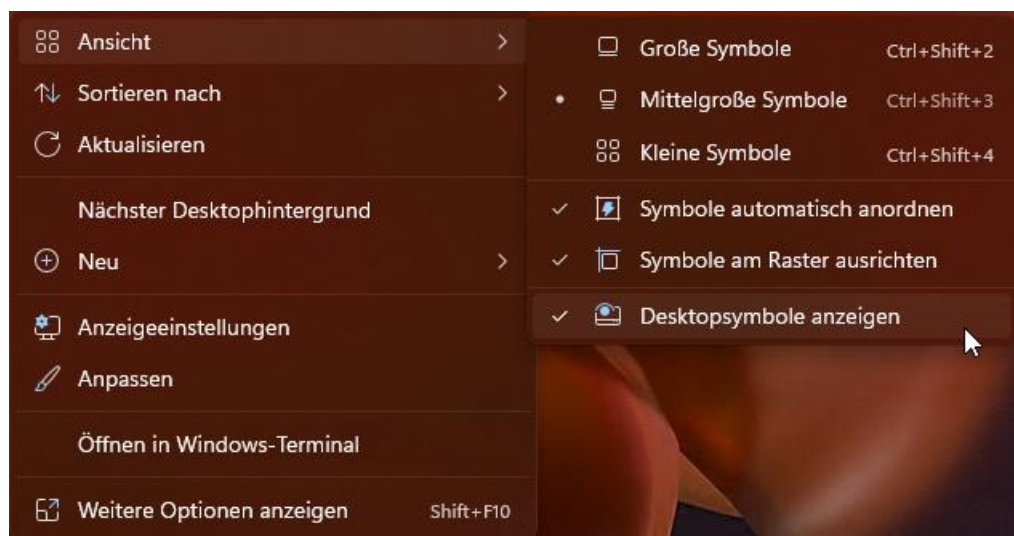 Ansicht
Sortieren nach
Aktualisieren
Nächster Desktophintergrund
Neu
Anzeigeeinstellungen
Anpassen
Öffnen in Windows-Terminal
Weitere Optionen anzeigen Shift+F10
Große Symbole Ctrl+Shift+2
Mittelgroße Symbole Ctrl+Shift+3
Kleine Symbole Ctrl+Shift+4
Symbole automatisch anordnen
Symbole am Raster ausrichten
Desktopsymbole anzeigen